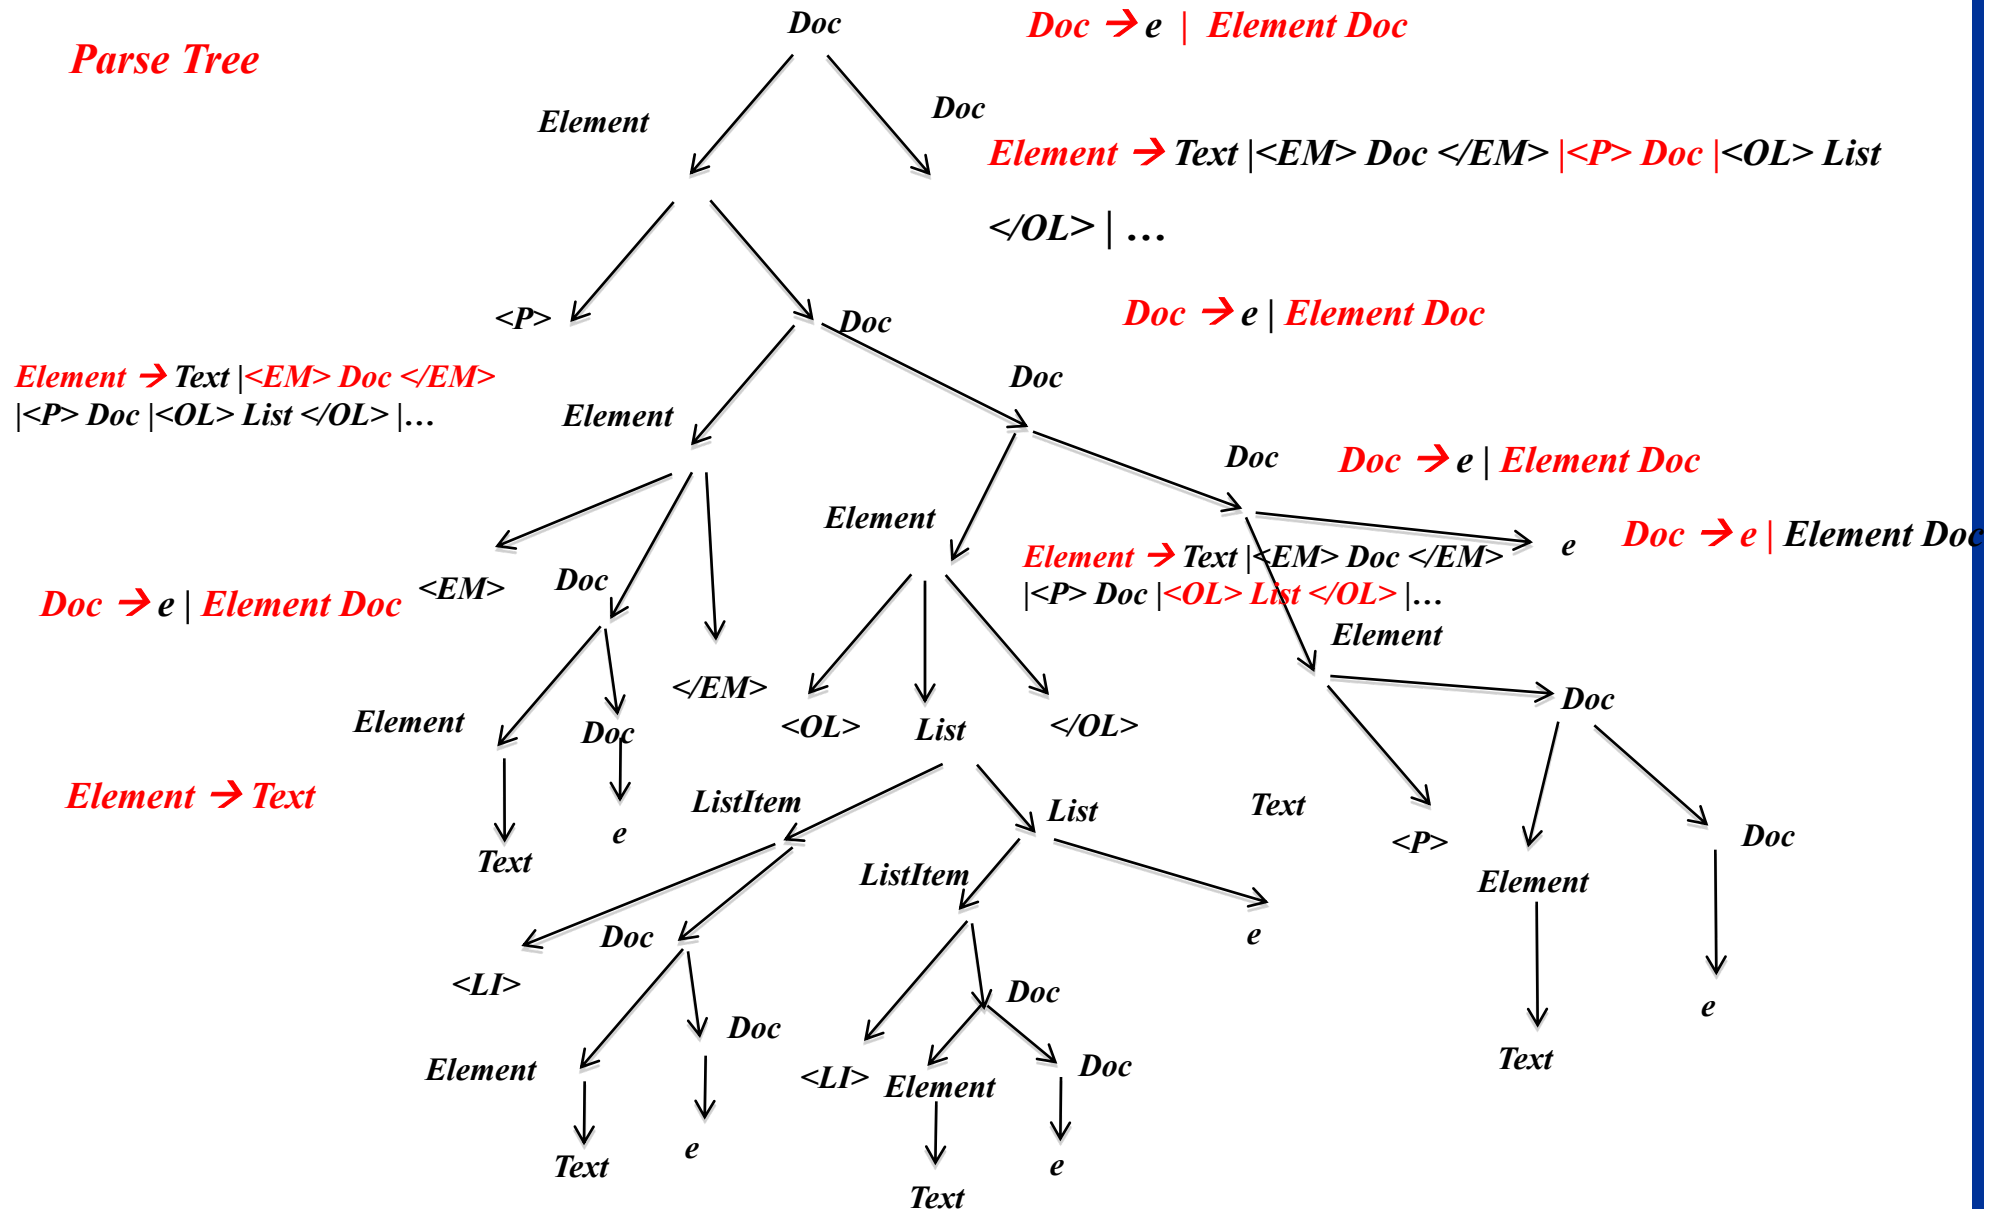 Doc
Doc → e | Element Doc
Parse Tree
Element
Doc
Element → Text |<EM> Doc </EM> |<P> Doc |<OL> List
</OL> | …
<P>
Doc
Doc → e | Element Doc
Element → Text |<EM> Doc </EM>
|<P> Doc |<OL> List </OL> |…
Element
Doc
Doc
Doc → e | Element Doc
Element
Element → Text |<EM> Doc </EM>
|<P> Doc |<OL> List </OL> |…
e
Doc → e | Element Doc
Doc → e | Element Doc
<EM>
Doc
</EM>
Element
Element
Doc
<OL>
List
</OL>
Doc
Element → Text
Text
e
ListItem
List
Text
<P>
Element
Doc
ListItem
<LI>
Doc
e
Doc
e
Element
Doc
<LI>
Element
Doc
Text
Text
e
Text
e